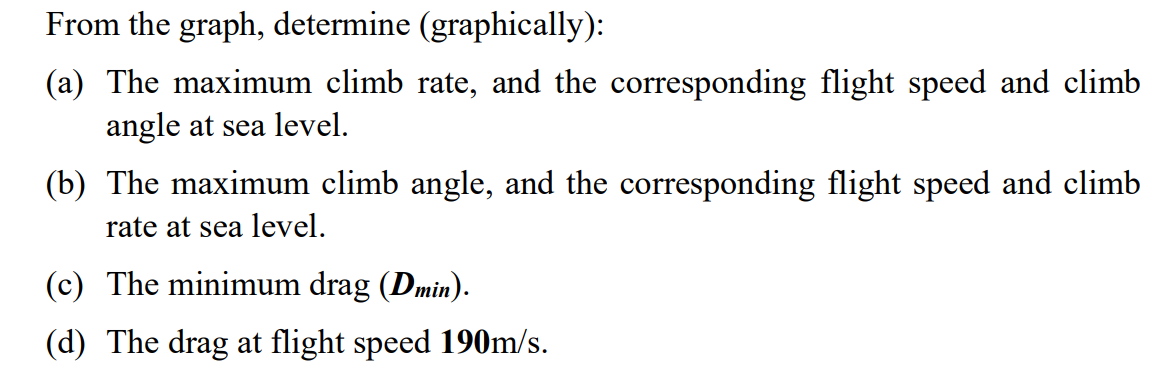 From the graph, determine (graphically):
(a) The maximum climb rate, and the corresponding flight speed and climb
angle at sea level.
(b) The maximum climb angle, and the corresponding flight speed and climb
rate at sea level.
(c) The minimum drag (Dmin).
(d) The drag at flight speed 190m/s.